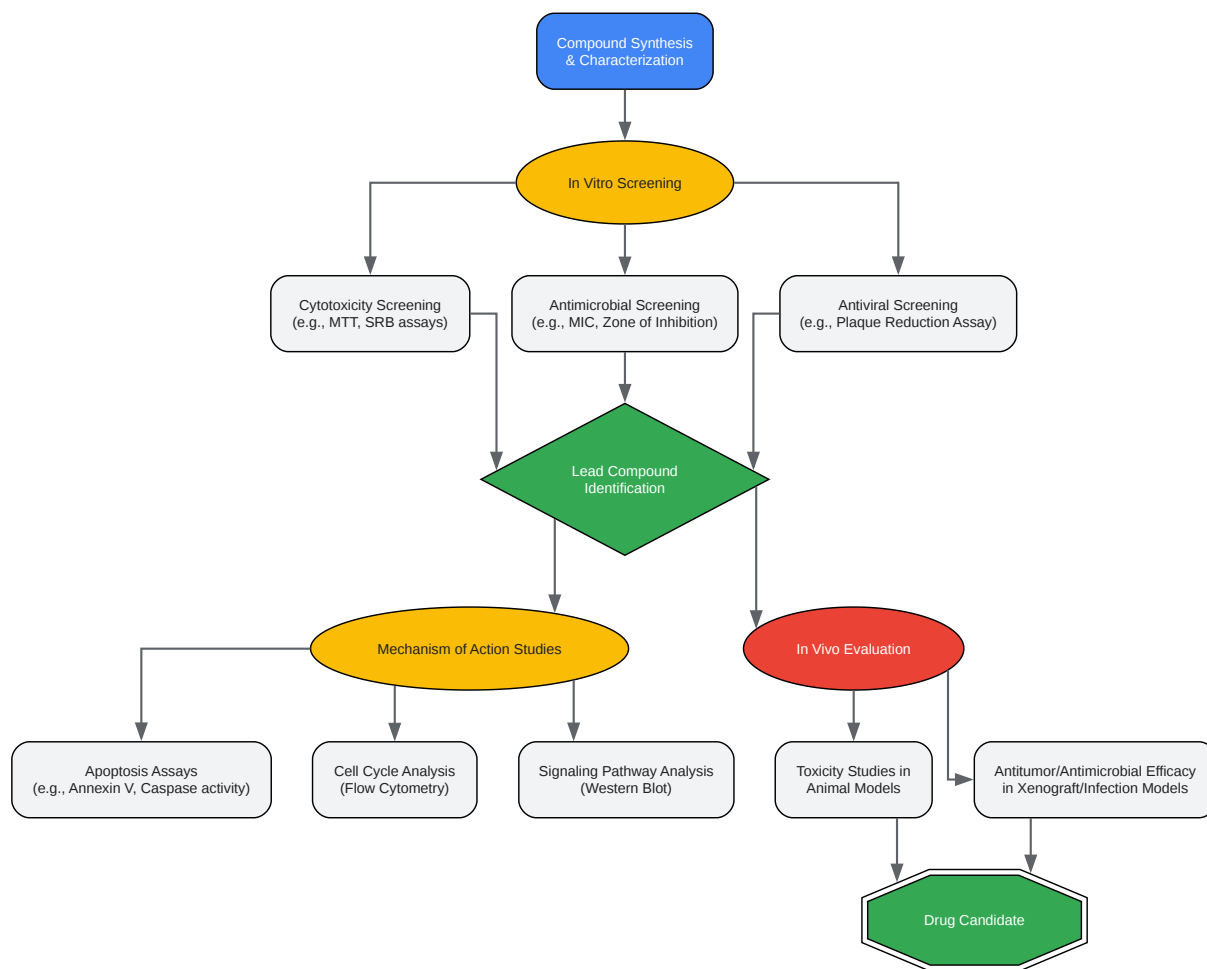 Compound Synthesis
& Characterization
In Vitro Screening
Cytotoxicity Screening
(e.g., MTT, SRB assays)
Antimicrobial Screening
(e.g., MIC, Zone of Inhibition)
Antiviral Screening
(e.g., Plaque Reduction Assay)
Lead Compound
Identification
Mechanism of Action Studies
In Vivo Evaluation
Apoptosis Assays
(e.g., Annexin V, Caspase activity)
Cell Cycle Analysis
(Flow Cytometry)
Signaling Pathway Analysis
(Western Blot)
Toxicity Studies in
Animal Models
Antitumor/Antimicrobial Efficacy
in Xenograft/Infection Models
Drug Candidate